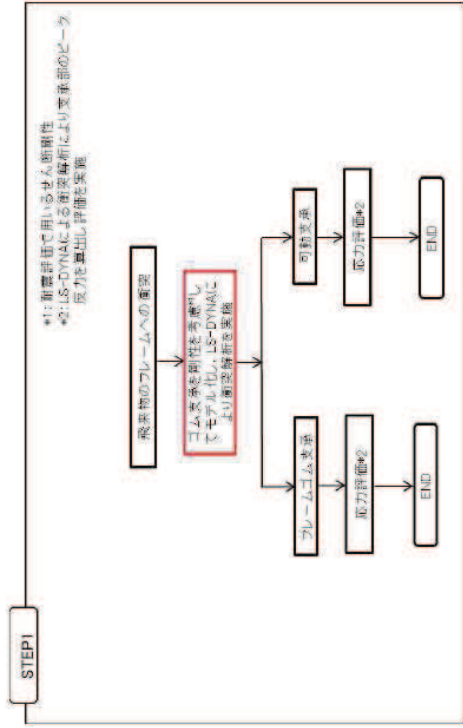 STEP1
*1: 耐震評価で用いるせん断剛性
*2: LS-DYNAによる衝突解析により支承部のピーク
反力を算出し評価を実施
飛来物のフレームへの衝突
ゴム支承を剛性を考慮*1し
てモデル化し、LS-DYNAに
より衝突解析を実施
フレームゴム支承
可動支承
応力評価*2
応力評価*2
END
END